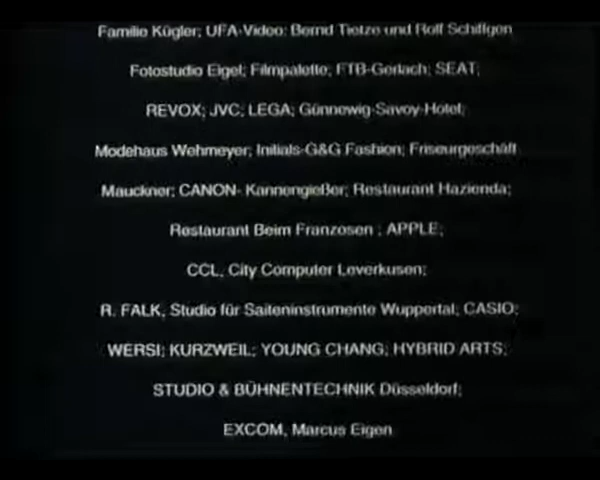 Familie Kügler; UFA-Video: Bernd Tietze und Rolf Schiffgen
Fotostudio Eigel; Filmpalette; FTB-Gerlach; SEAT;
REVOX; JVC; LEGA; Günnewig-Savoy-Hotel;
Modehaus Wehmeyer; Initials-G&G Fashion; Friseurgeschäft
Mauckner; CANON- Kannengießer; Restaurant Hazienda;
Restaurant Beim Franzosen ; APPLE;
CCL, City Computer Leverkusen;
R. FALK, Studio für Saiteninstrumente Wuppertal; CASIO;
WERSI; KURZWEIL; YOUNG CHANG; HYBRID ARTS;
STUDIO & BÜHNENTECHNIK Düsseldorf;
EXCOM, Marcus Eigen